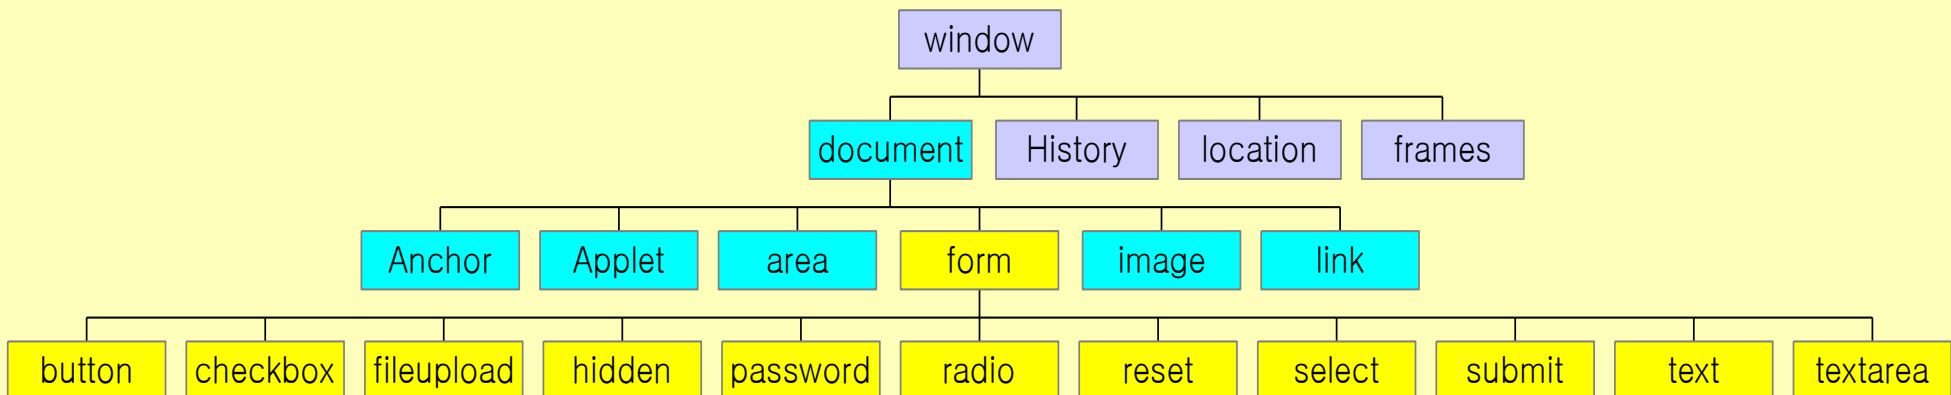 window
document History location frames
Anchor Applet area form image link
button checkbox fileupload hidden password radio reset select submit text textarea